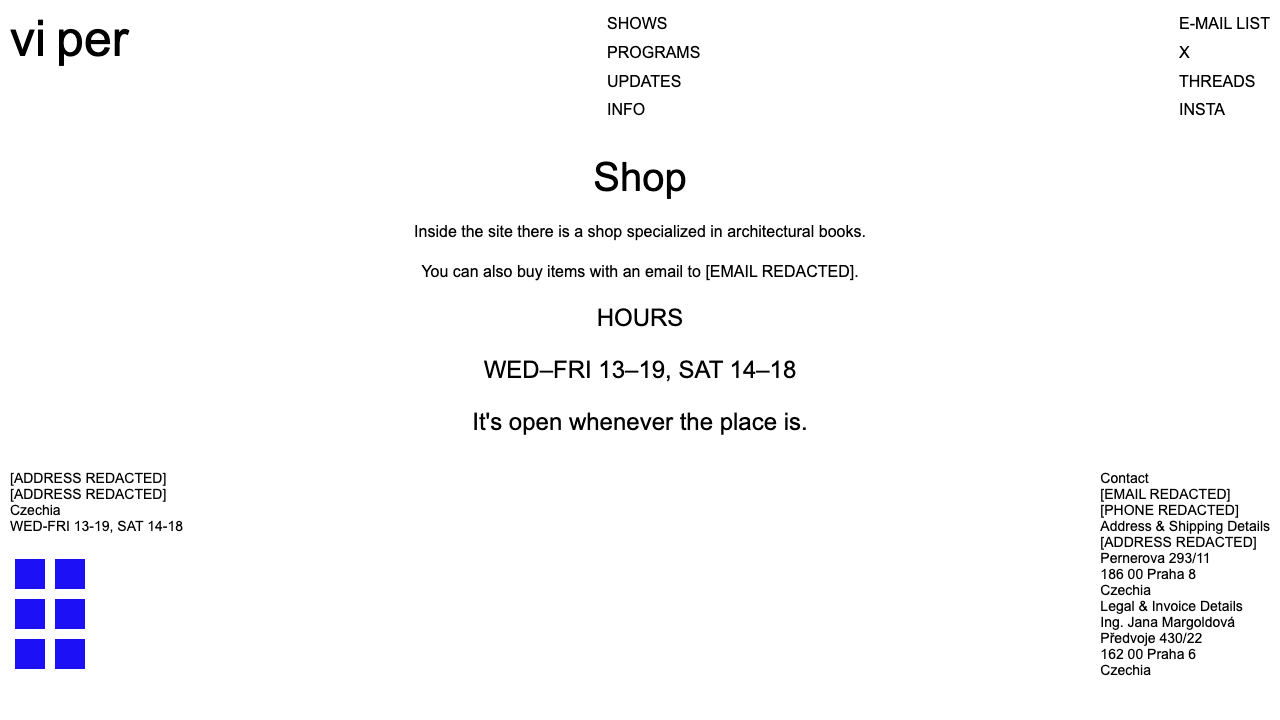 vi per
SHOWS
PROGRAMS
UPDATES
INFO
E-MAIL LIST
X
THREADS
INSTA
Shop
Inside the site there is a shop specialized in architectural books.
You can also buy items with an email to [EMAIL REDACTED].
HOURS
WED–FRI 13–19, SAT 14–18
It's open whenever the place is.
[ADDRESS REDACTED]
[ADDRESS REDACTED]
Czechia
WED-FRI 13-19, SAT 14-18
Contact
[EMAIL REDACTED]
[PHONE REDACTED]
Address & Shipping Details
[ADDRESS REDACTED]
Pernerova 293/11
186 00 Praha 8
Czechia
Legal & Invoice Details
Ing. Jana Margoldová
Předvoje 430/22
162 00 Praha 6
Czechia